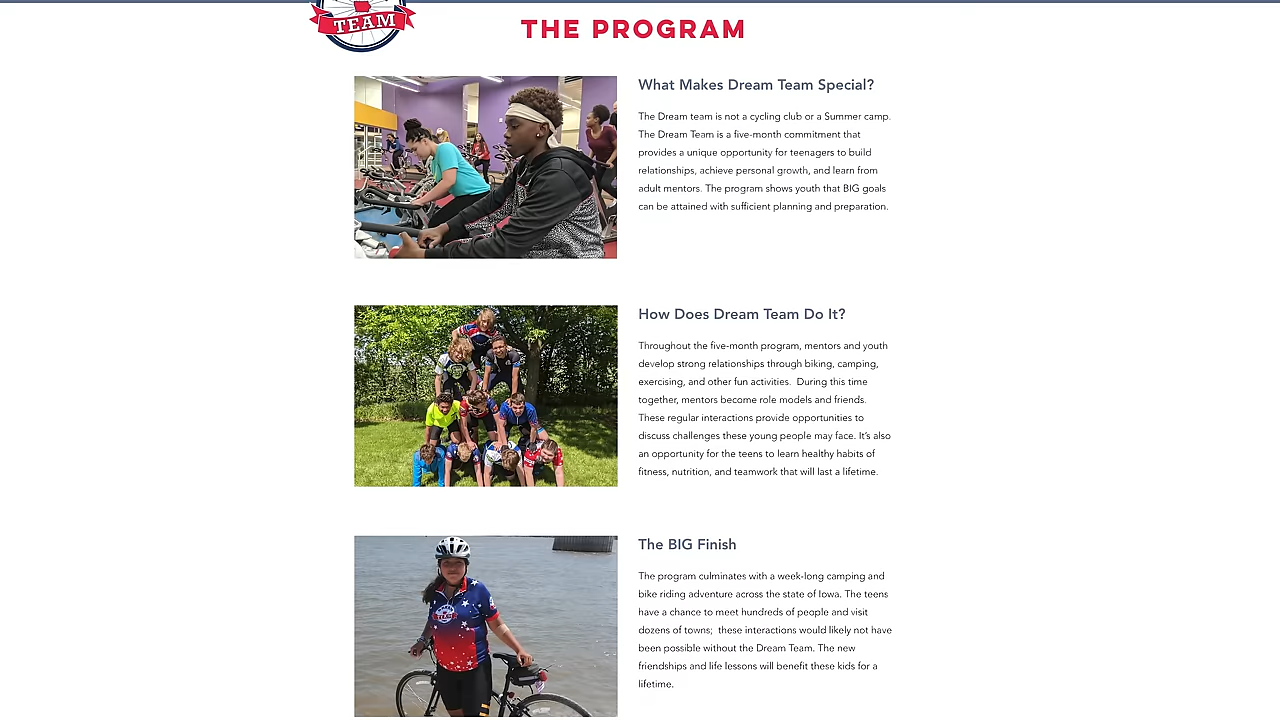 TEAM
THE PROGRAM
What Makes Dream Team Special?
The Dream team is not a cycling club or a Summer camp.
The Dream Team is a five-month commitment that
provides a unique opportunity for teenagers to build
relationships, achieve personal growth, and learn from
adult mentors. The program shows youth that BIG goals
can be attained with sufficient planning and preparation.
How Does Dream Team Do It?
Throughout the five-month program, mentors and youth
develop strong relationships through biking, camping,
exercising, and other fun activities.  During this time
together, mentors become role models and friends.
These regular interactions provide opportunities to
discuss challenges these young people may face. It's also
an opportunity for the teens to learn healthy habits of
fitness, nutrition, and teamwork that will last a lifetime.
The BIG Finish
The program culminates with a week-long camping and
bike riding adventure across the state of Iowa. The teens
have a chance to meet hundreds of people and visit
dozens of towns;  these interactions would likely not have
been possible without the Dream Team. The new
friendships and life lessons will benefit these kids for a
lifetime.